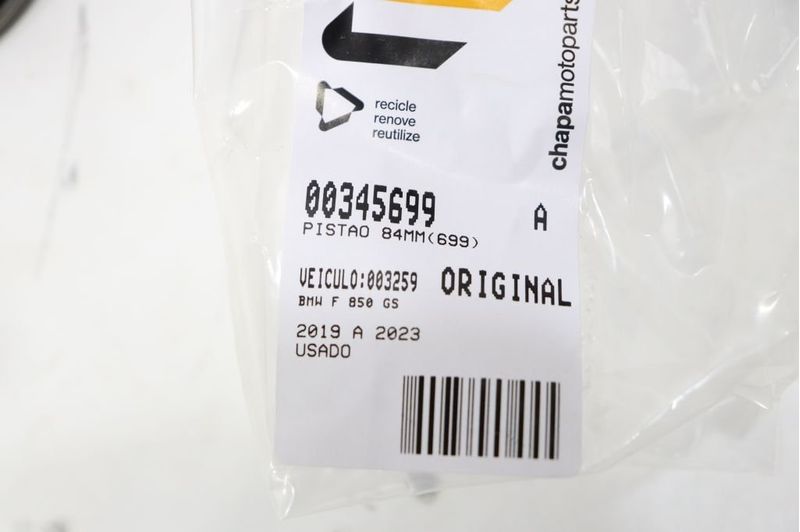 recicle
renove
reutilize
chapamotoparts
00345699
A
PISTAO 84MM(699)
VEICULO:003259 ORIGINAL
BMW F 850 GS
2019 A 2023
USADO